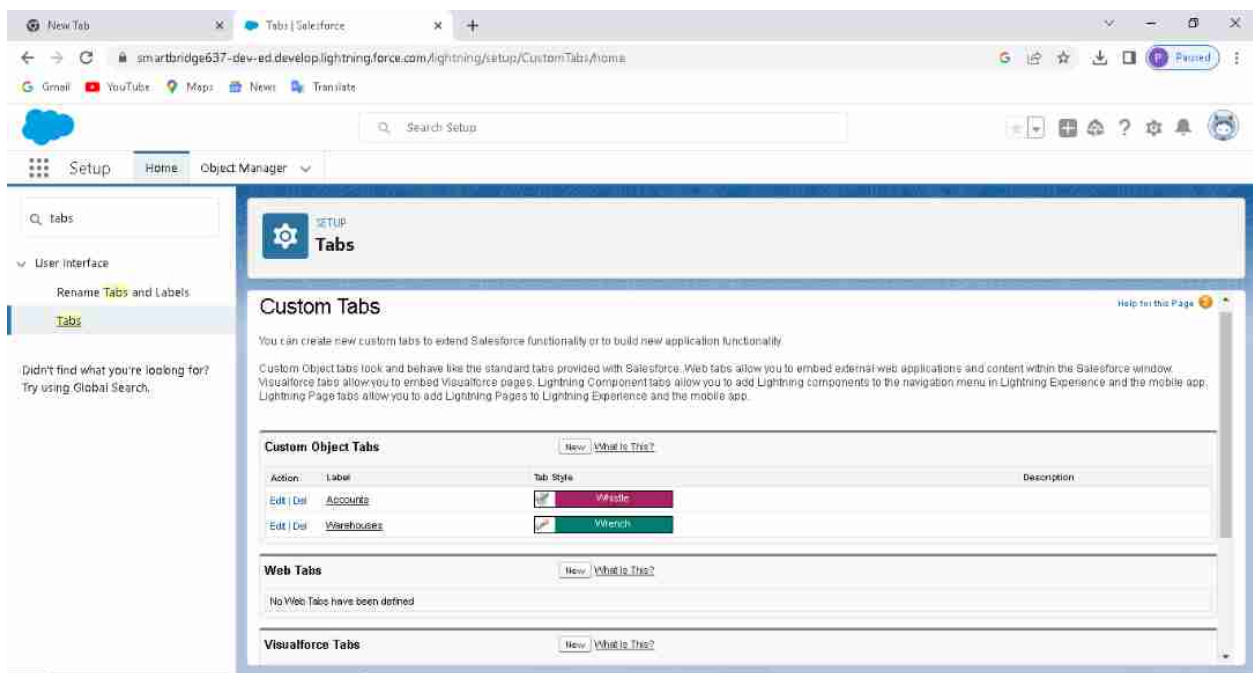 New Tab
Tabs | Salesforce
smartbridge637-dev-ed.develop.lightning.force.com/lightning/setup/CustomTabs/home
Paused
Gmail YouTube Maps News Translate
Search Setup
Setup Home Object Manager
tabs
User Interface
Rename Tabs and Labels
Tabs
Didn't find what you're looking for?
Try using Global Search.
SETUP
Tabs
Custom Tabs
Help for this Page
You can create new custom tabs to extend Salesforce functionality or to build new application functionality.
Custom Object tabs look and behave like the standard tabs provided with Salesforce. Web tabs allow you to embed external web applications and content within the Salesforce window.
Visualforce tabs allow you to embed Visualforce pages. Lightning Component tabs allow you to add Lightning components to the navigation menu in Lightning Experience and the mobile app.
Lightning Page tabs allow you to add Lightning Pages to Lightning Experience and the mobile app.
Custom Object Tabs New What Is This?
Action Label Tab Style Description
Edit | Del Accounts Whistle
Edit | Del Warehouses Wrench
Web Tabs New What Is This?
No Web Tabs have been defined
Visualforce Tabs New What Is This?